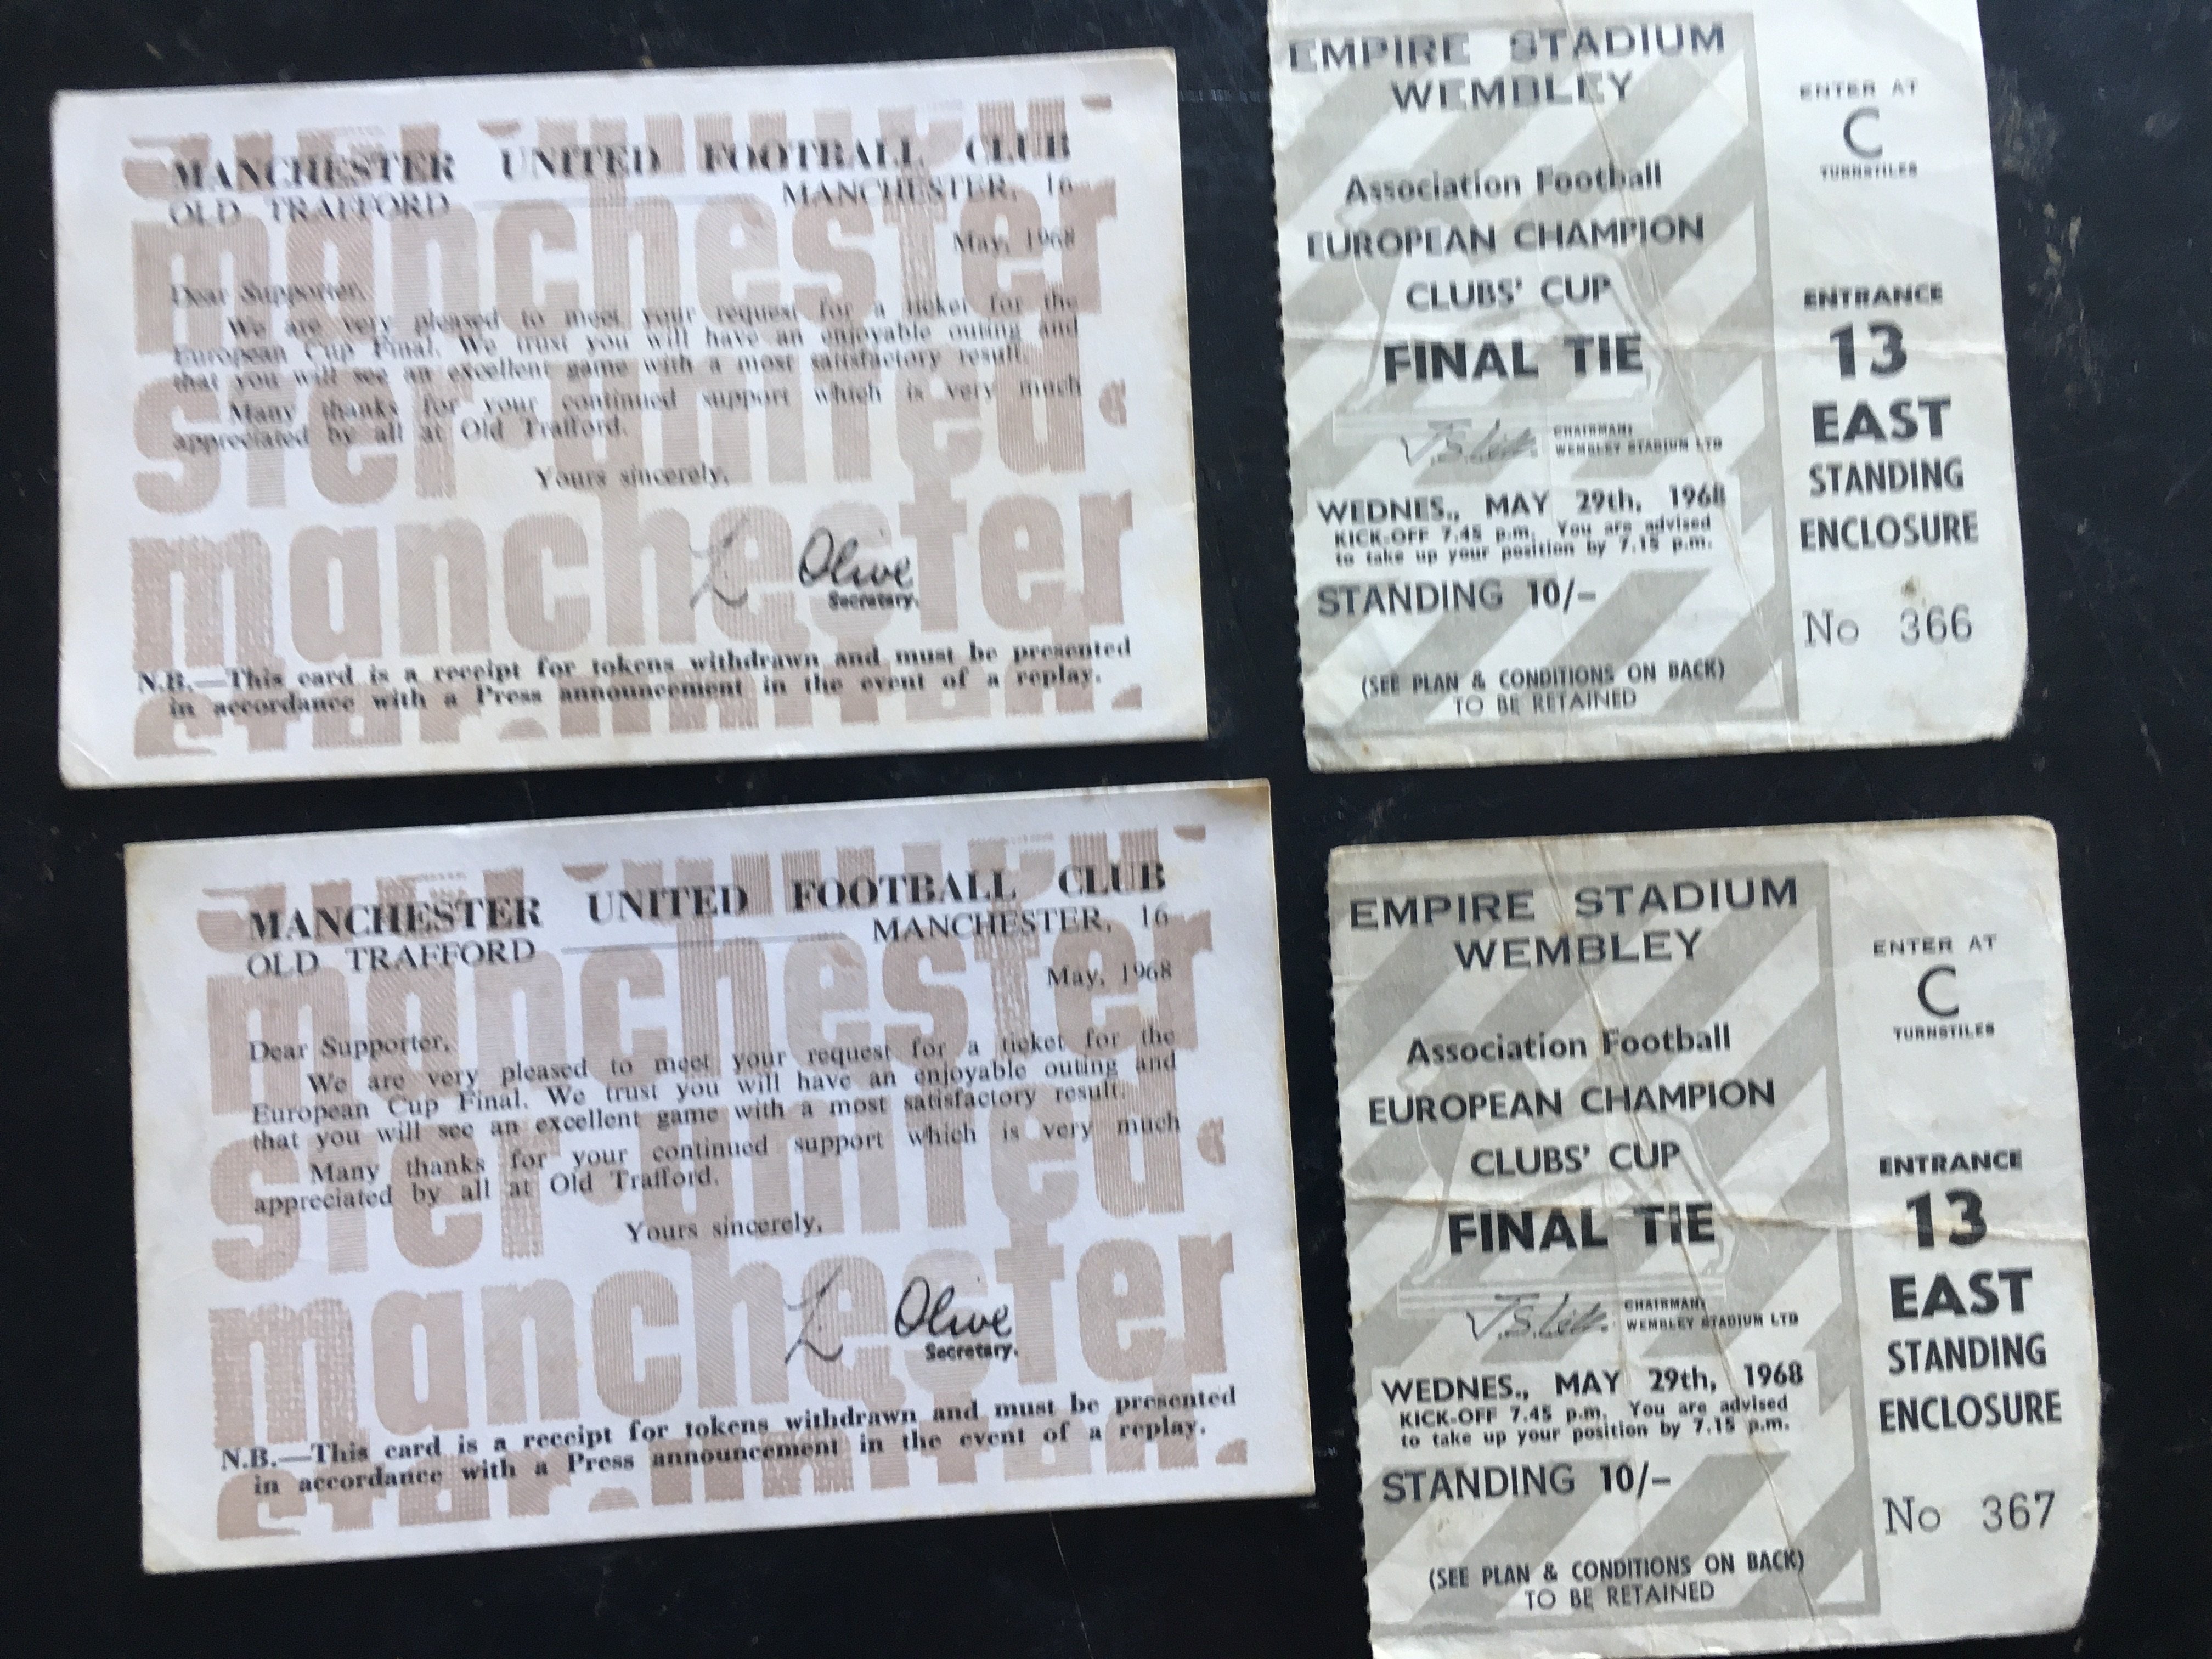 MANCHESTER UNITED FOOTBALL CLUB
OLD TRAFFORD MANCHESTER, 16
May, 1968
Dear Supporter,
We are very pleased to meet your request for a ticket for the
European Cup Final. We trust you will have an enjoyable outing and
that you will see an excellent game with a most satisfactory result.
Many thanks for your continued support which is very much
appreciated by all at Old Trafford.
Yours sincerely,
L Olive
Secretary.
N.B.—This card is a receipt for tokens withdrawn and must be presented
in accordance with a Press announcement in the event of a replay.
manchester
ster·united·
manchester
EMPIRE STADIUM
WEMBLEY
Association Football
EUROPEAN CHAMPION
CLUBS' CUP
FINAL TIE
CHAIRMAN:
WEMBLEY STADIUM LTD
WEDNES., MAY 29th, 1968
KICK-OFF 7.45 p.m. You are advised
to take up your position by 7.15 p.m.
STANDING 10/-
(SEE PLAN & CONDITIONS ON BACK)
TO BE RETAINED
ENTER AT
C
TURNSTILES
ENTRANCE
13
EAST
STANDING
ENCLOSURE
No 366
MANCHESTER UNITED FOOTBALL CLUB
OLD TRAFFORD MANCHESTER, 16
May, 1968
Dear Supporter,
We are very pleased to meet your request for a ticket for the
European Cup Final. We trust you will have an enjoyable outing and
that you will see an excellent game with a most satisfactory result.
Many thanks for your continued support which is very much
appreciated by all at Old Trafford.
Yours sincerely,
L Olive
Secretary.
N.B.—This card is a receipt for tokens withdrawn and must be presented
in accordance with a Press announcement in the event of a replay.
manchester
ster·united·
manchester
EMPIRE STADIUM
WEMBLEY
Association Football
EUROPEAN CHAMPION
CLUBS' CUP
FINAL TIE
CHAIRMAN:
WEMBLEY STADIUM LTD
WEDNES., MAY 29th, 1968
KICK-OFF 7.45 p.m. You are advised
to take up your position by 7.15 p.m.
STANDING 10/-
(SEE PLAN & CONDITIONS ON BACK)
TO BE RETAINED
ENTER AT
C
TURNSTILES
ENTRANCE
13
EAST
STANDING
ENCLOSURE
No 367